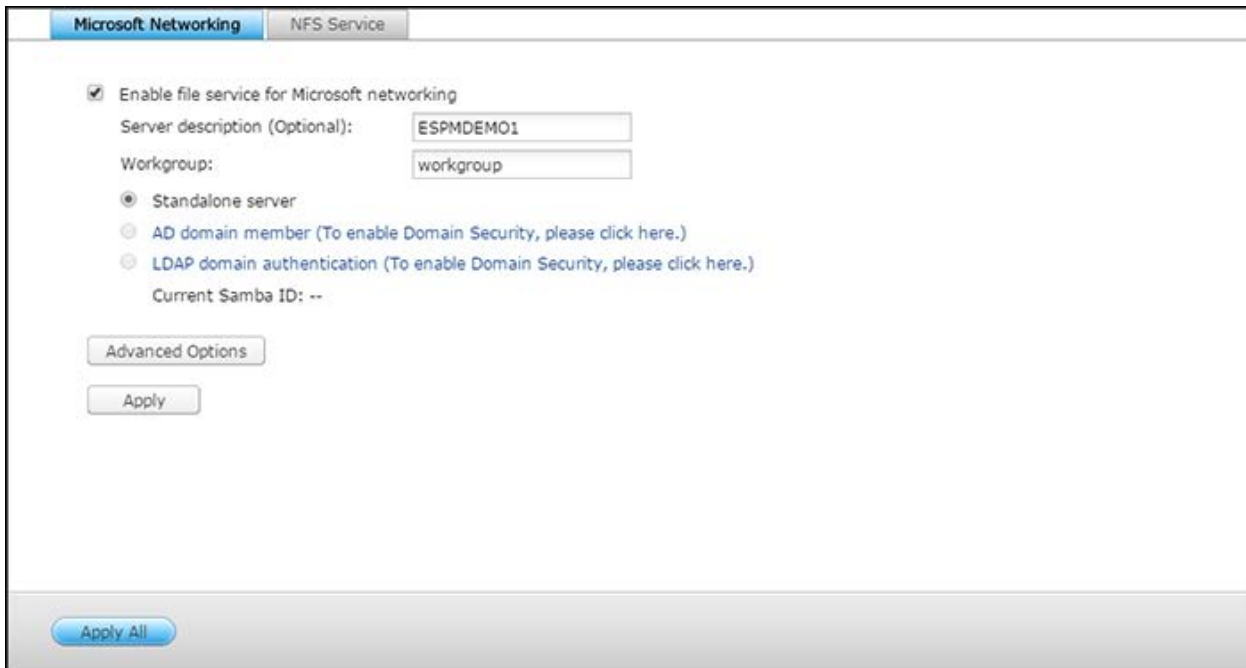 Microsoft Networking NFS Service
Enable file service for Microsoft networking
Server description (Optional): ESPMDEMO1
Workgroup: workgroup
Standalone server
AD domain member (To enable Domain Security, please click here.)
LDAP domain authentication (To enable Domain Security, please click here.)
Current Samba ID: --
Advanced Options
Apply
Apply All